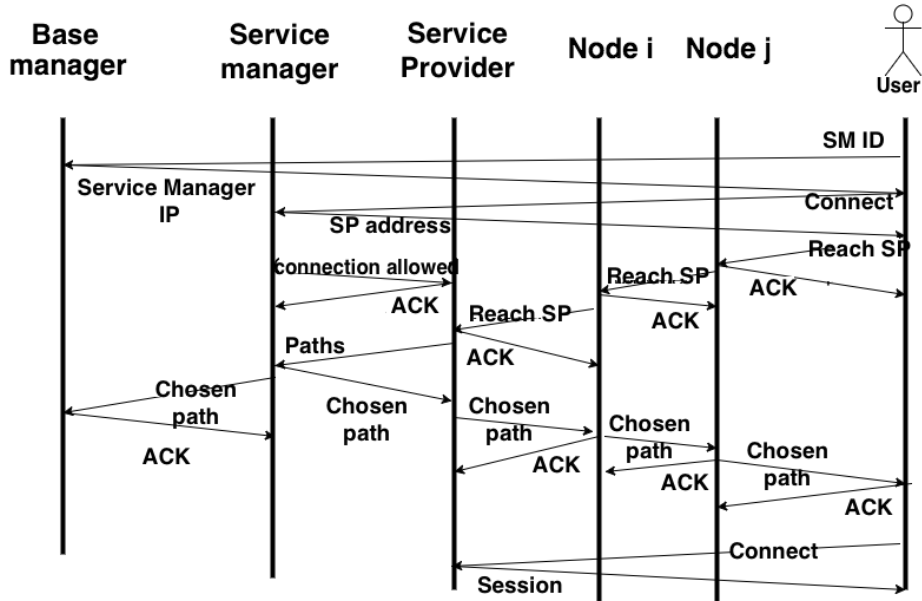 Base
manager
Service
manager
Service
Provider
Node i
Node j
User
SM ID
Service Manager
IP
Connect
SP address
Reach SP
connection allowed
Reach SP
ACK
ACK
Reach SP
ACK
Paths
ACK
Chosen
path
Chosen
path
Chosen
path
Chosen
path
Chosen
path
ACK
ACK
ACK
ACK
Connect
Session